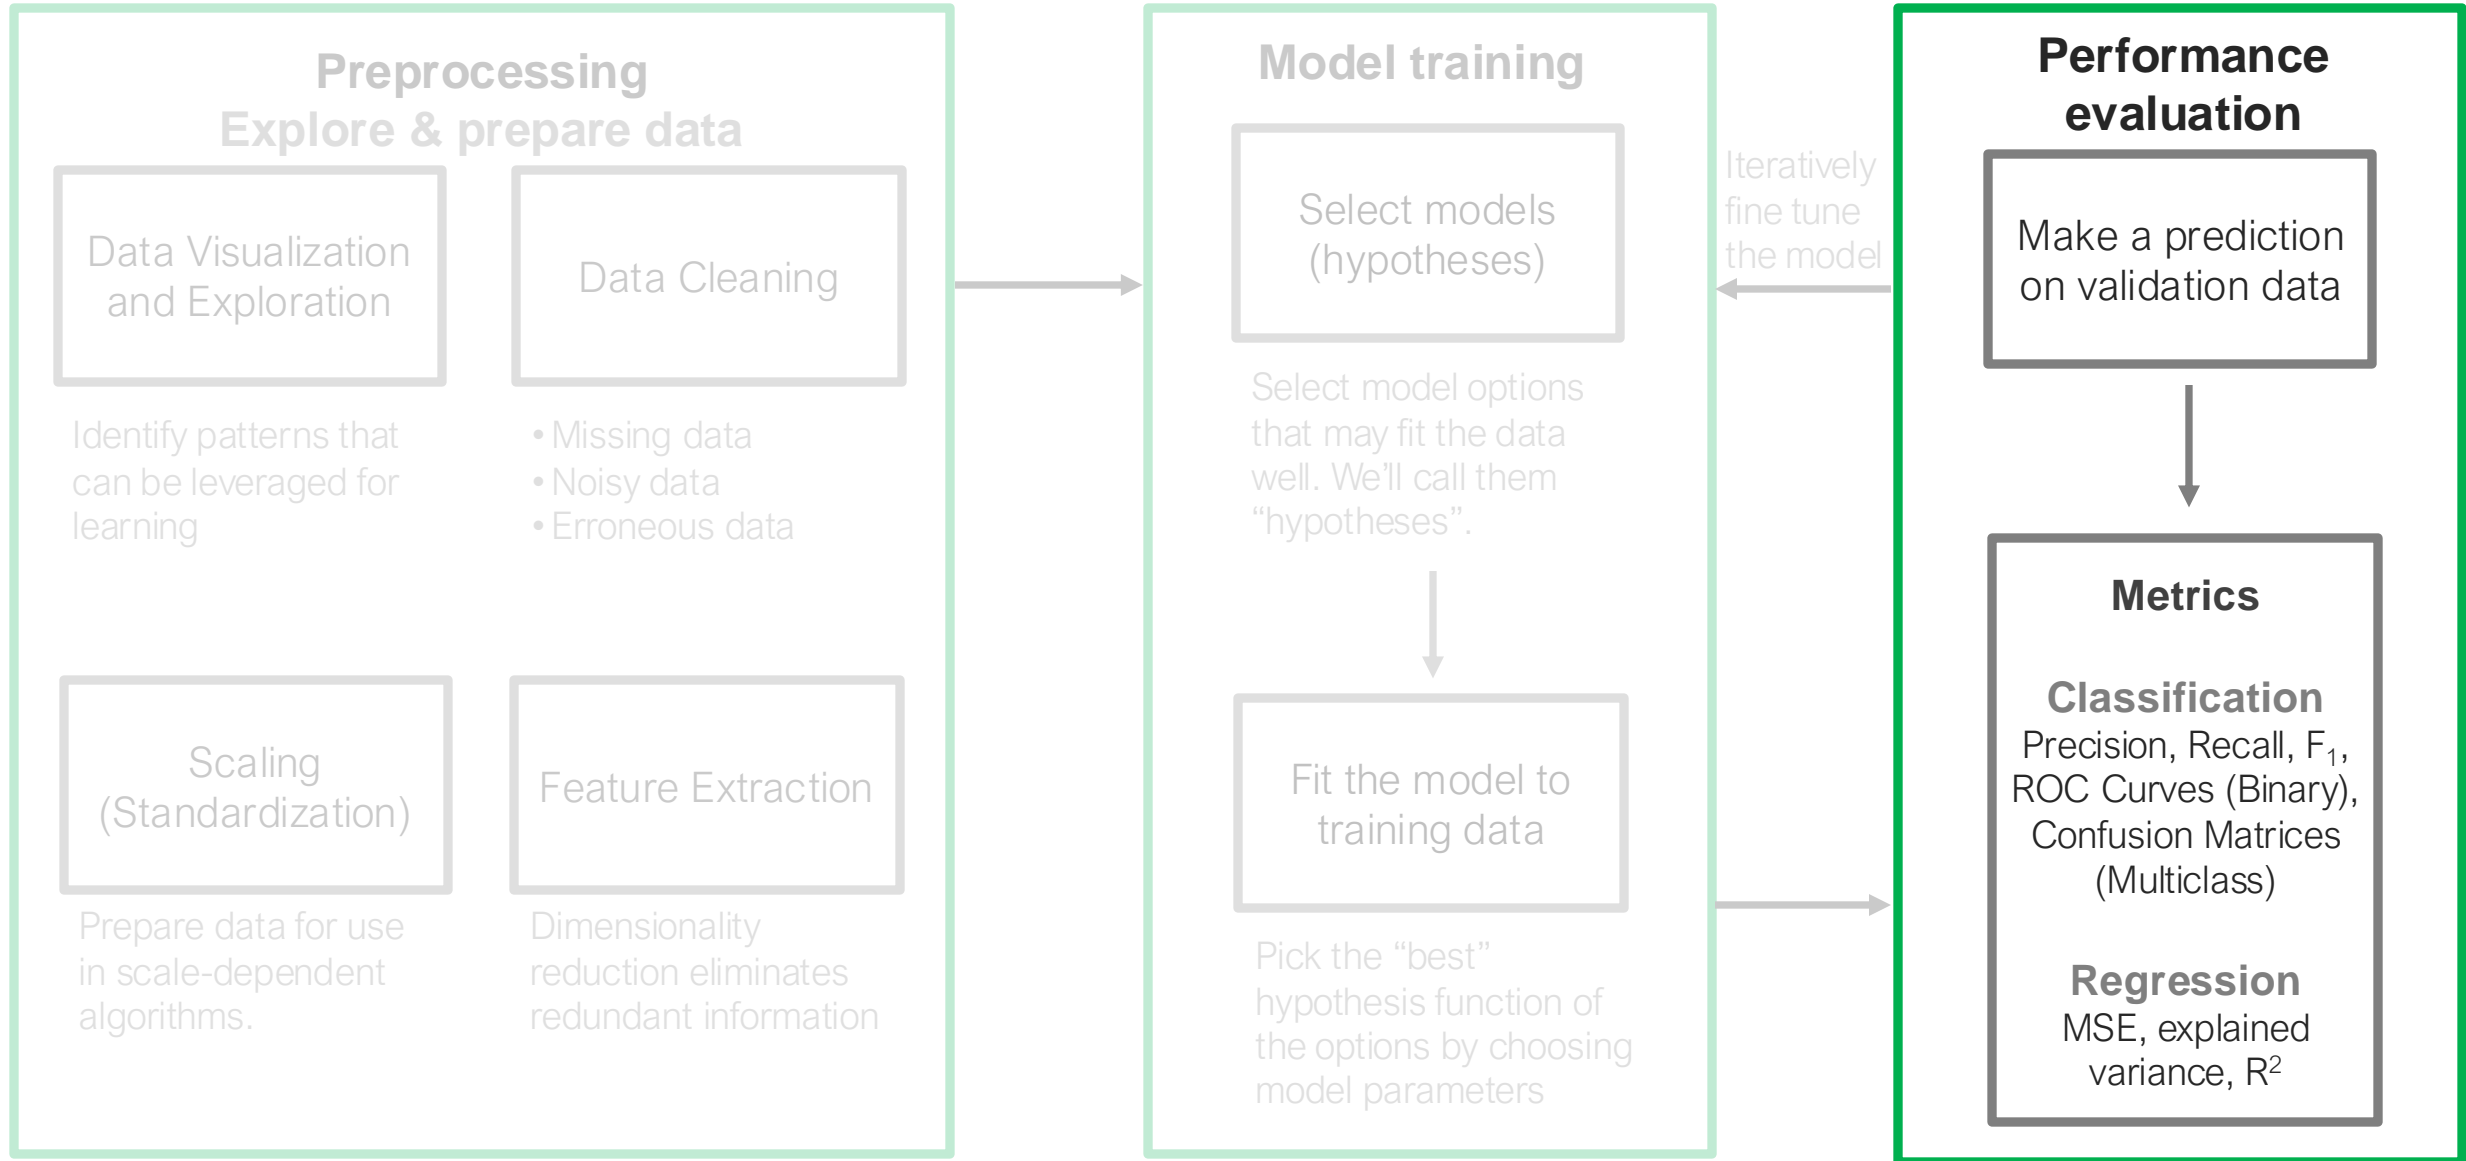 Preprocessing
Explore & prepare data
Data Visualization
and Exploration
Identify patterns that
can be leveraged for
learning
Data Cleaning
• Missing data
• Noisy data
• Erroneous data
Scaling
(Standardization)
Prepare data for use
in scale-dependent
algorithms.
Feature Extraction
Dimensionality
reduction eliminates
redundant information
Model training
Select models
(hypotheses)
Select model options
that may fit the data
well. We’ll call them
“hypotheses”.
Fit the model to
training data
Pick the “best”
hypothesis function of
the options by choosing
model parameters
Iteratively
fine tune
the model
Performance
evaluation
Make a prediction
on validation data
Metrics
Classification
Precision, Recall, F₁,
ROC Curves (Binary),
Confusion Matrices
(Multiclass)
Regression
MSE, explained
variance, R²